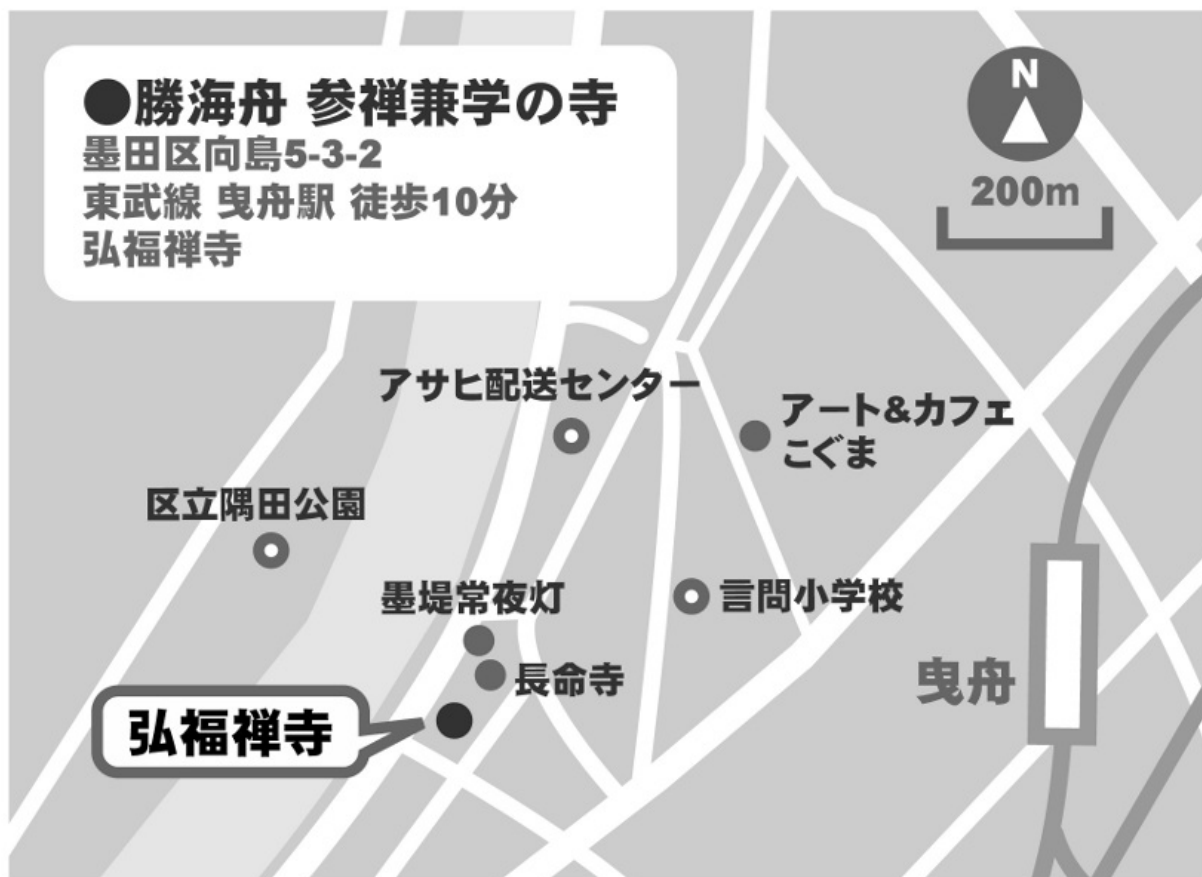 ●勝海舟 参禅兼学の寺
墨田区向島5-3-2
東武線 曳舟駅 徒歩10分
弘福禅寺
N
200m
アサヒ配送センター
アート&カフェ
こぐま
区立隅田公園
墨堤常夜灯
言問小学校
長命寺
曳舟
弘福禅寺